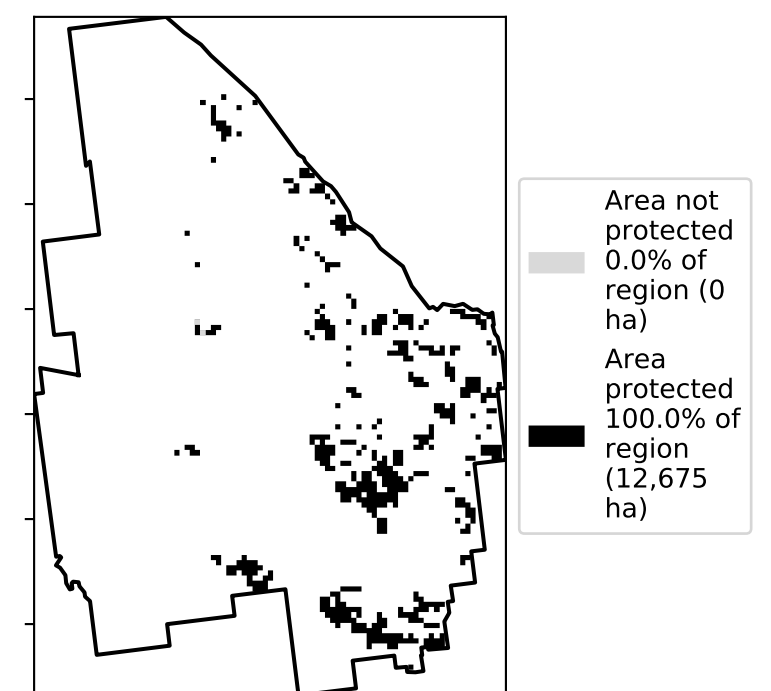 Area not
protected
0.0% of
region (0
ha)
Area
protected
100.0% of
region
(12,675
ha)